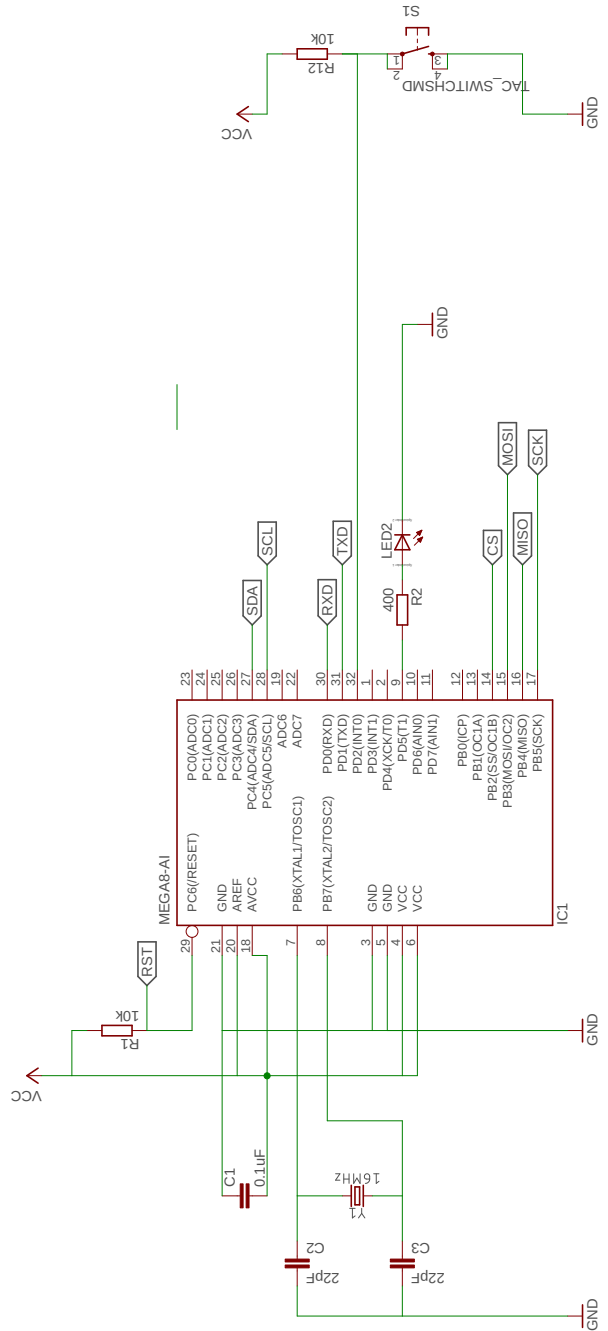 S1
10k
R12
1
2
3
4
TAC_SWITCHSMD
VCC
GND
GND
MOSI
SCK
SCL
TXD
LED2
CS
MISO
SDA
RXD
400
R2
23
24
25
26
27
28
19
22
30
31
32
1
2
9
10
11
12
13
14
15
16
17
PC0(ADC0)
PC1(ADC1)
PC2(ADC2)
PC3(ADC3)
PC4(ADC4/SDA)
PC5(ADC5/SCL)
ADC6
ADC7
PD0(RXD)
PD1(TXD)
PD2(INT0)
PD3(INT1)
PD4(XCK/T0)
PD5(T1)
PD6(AIN0)
PD7(AIN1)
PB0(ICP)
PB1(OC1A)
PB2(SS/OC1B)
PB3(MOSI/OC2)
PB4(MISO)
PB5(SCK)
MEGA8-AI
PC6(/RESET)
GND
AREF
AVCC
PB6(XTAL1/TOSC1)
PB7(XTAL2/TOSC2)
GND
GND
VCC
VCC
IC1
29
21
20
18
7
8
3
5
4
6
RST
10k
R1
GND
VCC
C1
0.1uF
16MHz
Y1
C2
22pF
C3
22pF
GND